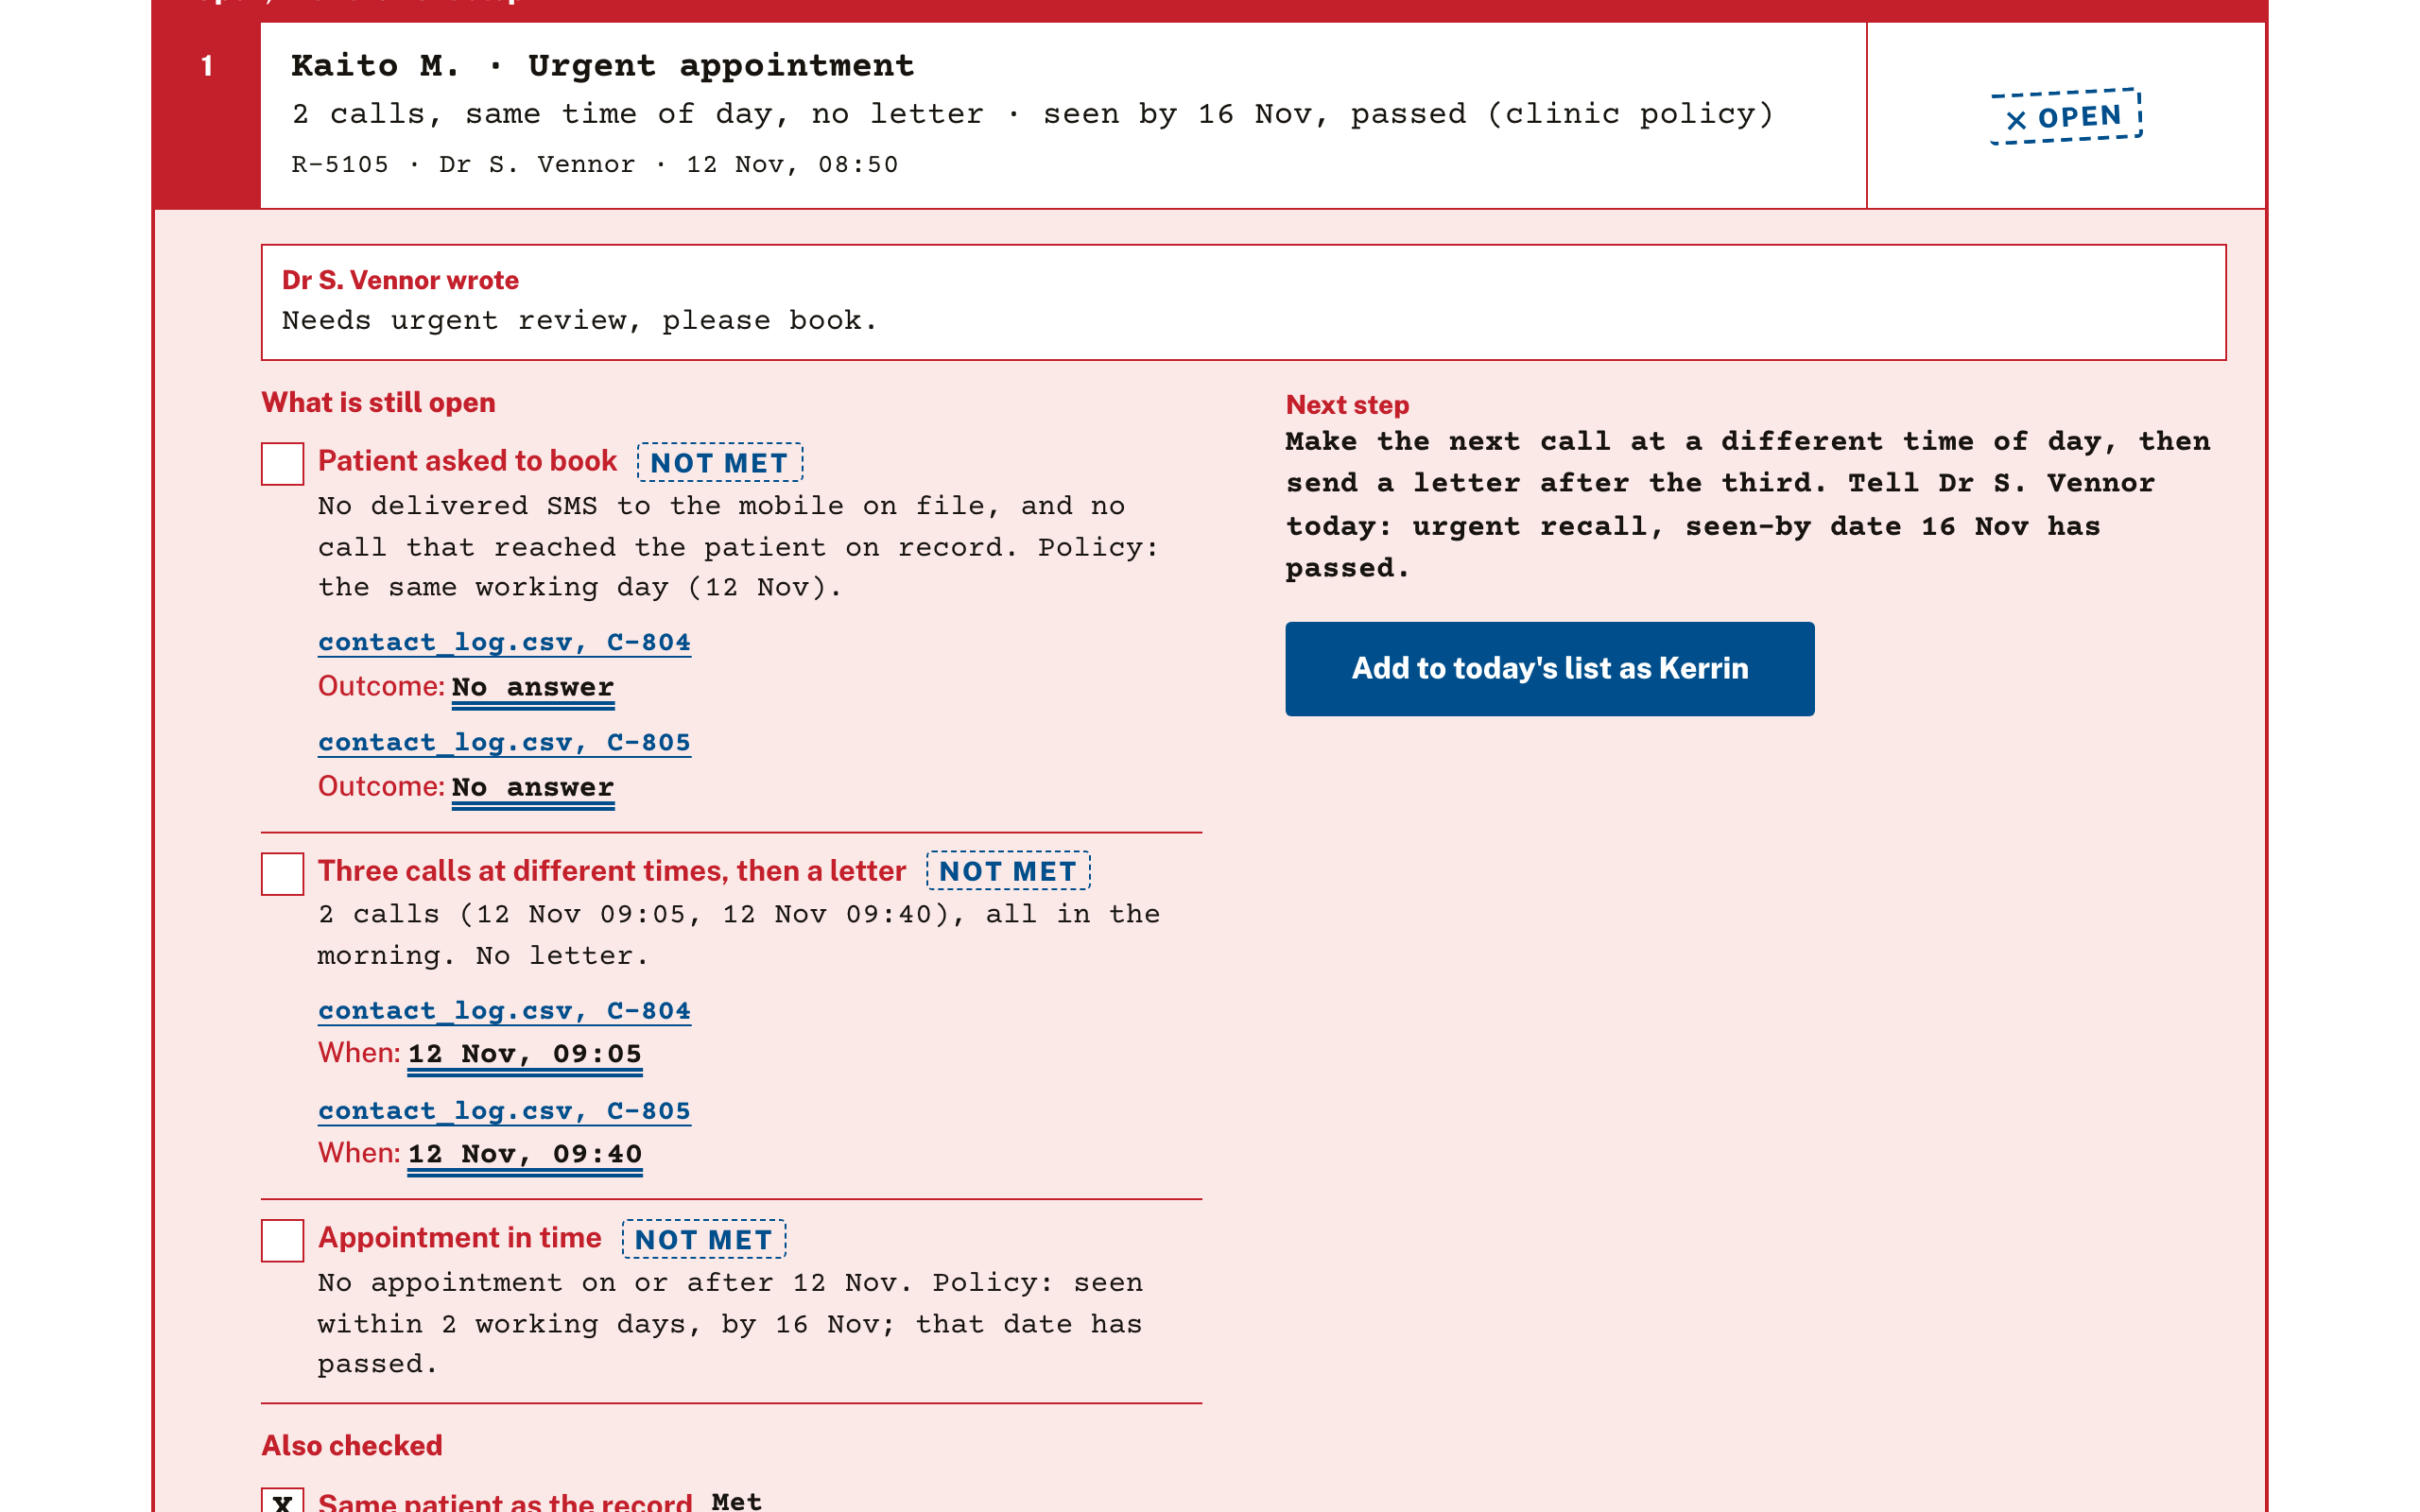 1
Kaito M. · Urgent appointment
2 calls, same time of day, no letter · seen by 16 Nov, passed (clinic policy)
R-5105 · Dr S. Vennor · 12 Nov, 08:50
× OPEN
Dr S. Vennor wrote
Needs urgent review, please book.
What is still open
Patient asked to book NOT MET
No delivered SMS to the mobile on file, and no
call that reached the patient on record. Policy:
the same working day (12 Nov).
contact_log.csv, C-804
Outcome: No answer
contact_log.csv, C-805
Outcome: No answer
Three calls at different times, then a letter NOT MET
2 calls (12 Nov 09:05, 12 Nov 09:40), all in the
morning. No letter.
contact_log.csv, C-804
When: 12 Nov, 09:05
contact_log.csv, C-805
When: 12 Nov, 09:40
Appointment in time NOT MET
No appointment on or after 12 Nov. Policy: seen
within 2 working days, by 16 Nov; that date has
passed.
Also checked
X Same patient as the record Met
Next step
Make the next call at a different time of day, then
send a letter after the third. Tell Dr S. Vennor
today: urgent recall, seen-by date 16 Nov has
passed.
Add to today's list as Kerrin